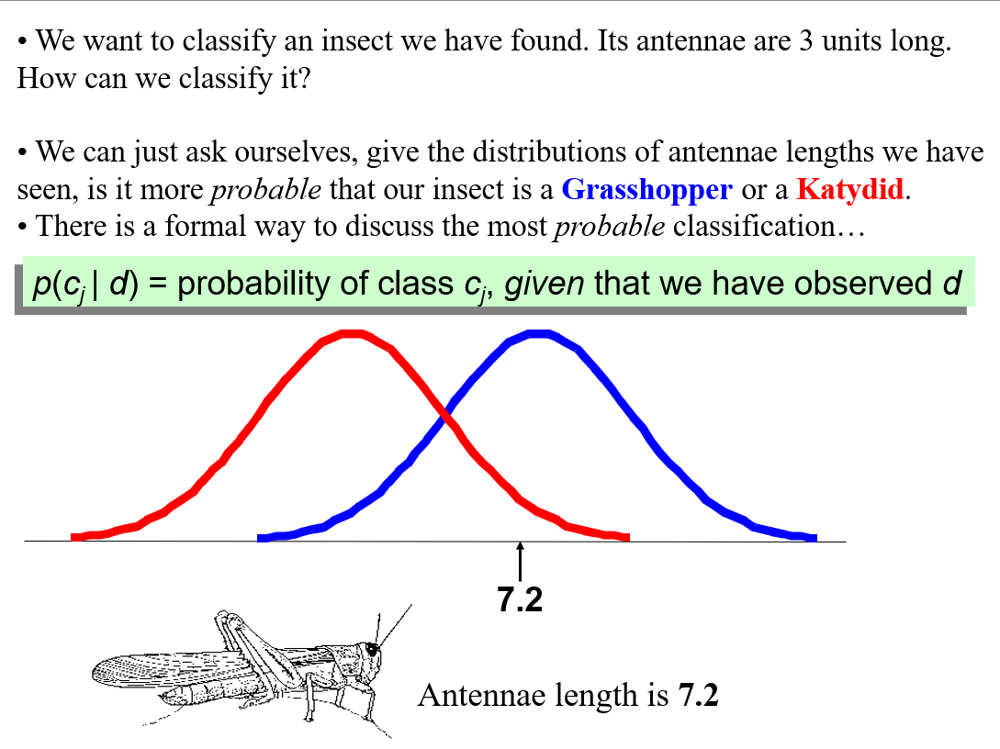 • We want to classify an insect we have found. Its antennae are 3 units long.
How can we classify it?
• We can just ask ourselves, give the distributions of antennae lengths we have
seen, is it more probable that our insect is a Grasshopper or a Katydid.
• There is a formal way to discuss the most probable classification…
p(cj | d) = probability of class cj, given that we have observed d
7.2
Antennae length is 7.2